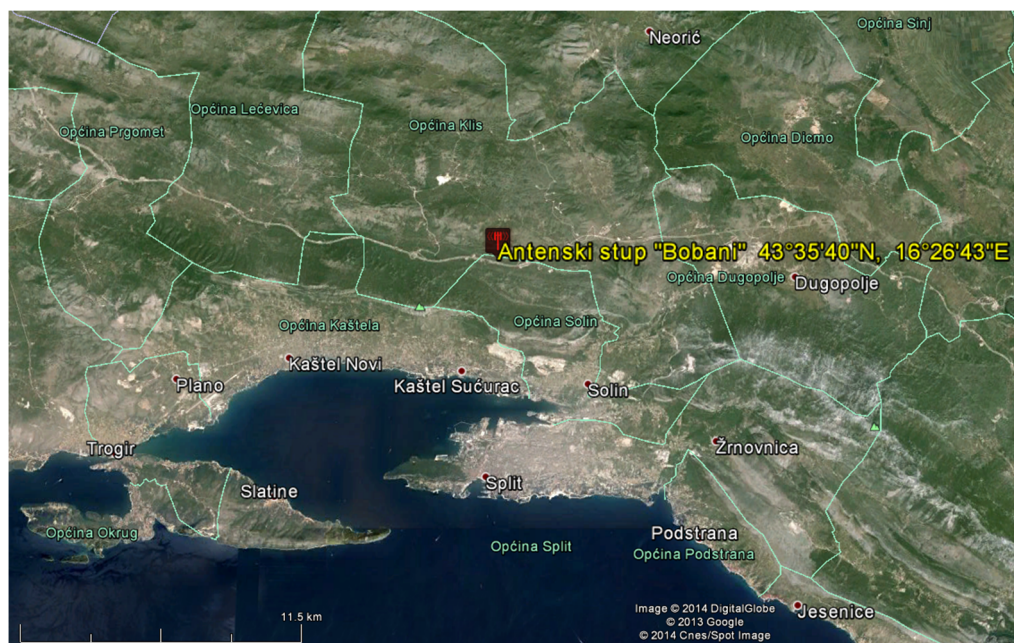 Općina Sinj
Neorić
Općina Lećevica
Općina Prgomet
Općina Klis
Općina Dicmo
Antenski stup "Bobani" 43°35'40"N, 16°26'43"E
Općina Dugopolje
Dugopolje
Općina Kaštela
Općina Solin
Kaštel Novi
Plano
Kaštel Sućurac
Solin
Trogir
Žrnovnica
Split
Slatine
Općina Okrug
Podstrana
Općina Split
Općina Podstrana
11.5 km
Image © 2014 DigitalGlobe
© 2013 Google
© 2014 Cnes/Spot Image
Jesenice